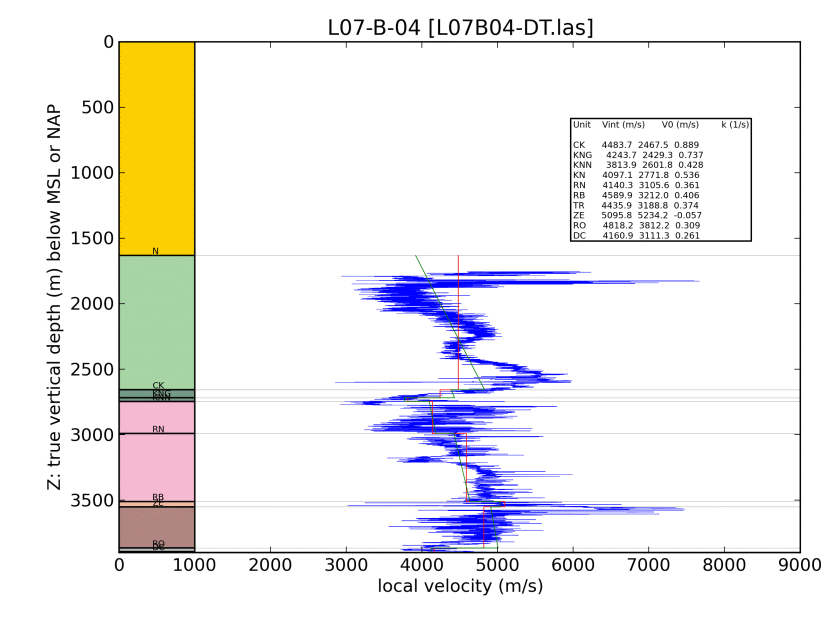 L07-B-04 [L07B04-DT.las]
0
500
1000
1500
2000
2500
3000
3500
Z: true vertical depth (m) below MSL or NAP
Unit Vint (m/s) V0 (m/s) k (1/s)
CK 4483.7 2467.5 0.889
KNG 4243.7 2429.3 0.737
KNN 3813.9 2601.8 0.428
KN 4097.1 2771.8 0.536
RN 4140.3 3105.6 0.361
RB 4589.9 3212.0 0.406
TR 4435.9 3188.8 0.374
ZE 5095.8 5234.2 -0.057
RO 4818.2 3812.2 0.309
DC 4160.9 3111.3 0.261
N
CK
KNG
KNN
RN
RB
ZE
RO
DC
0 1000 2000 3000 4000 5000 6000 7000 8000 9000
local velocity (m/s)